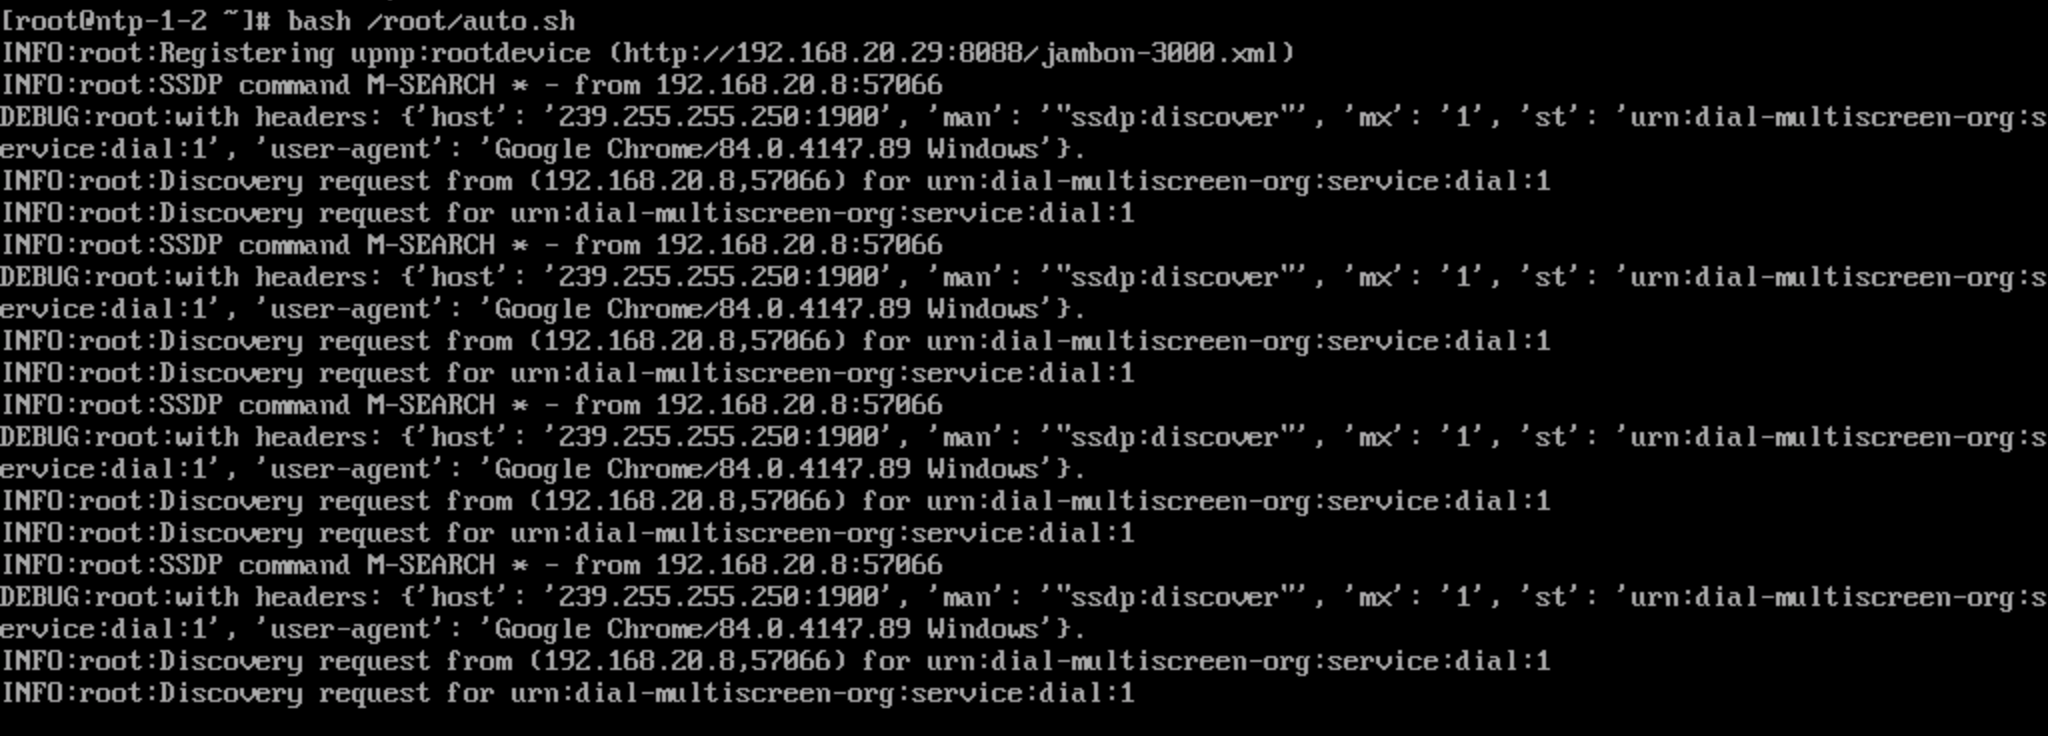 [root@ntp-1-2 ~]# bash /root/auto.sh
INFO:root:Registering upnp:rootdevice (http://192.168.20.29:8088/jambon-3000.xml)
INFO:root:SSDP command M-SEARCH * - from 192.168.20.8:57066
DEBUG:root:with headers: {'host': '239.255.255.250:1900', 'man': '"ssdp:discover"', 'mx': '1', 'st': 'urn:dial-multiscreen-org:s
ervice:dial:1', 'user-agent': 'Google Chrome/84.0.4147.89 Windows'}.
INFO:root:Discovery request from (192.168.20.8,57066) for urn:dial-multiscreen-org:service:dial:1
INFO:root:Discovery request for urn:dial-multiscreen-org:service:dial:1
INFO:root:SSDP command M-SEARCH * - from 192.168.20.8:57066
DEBUG:root:with headers: {'host': '239.255.255.250:1900', 'man': '"ssdp:discover"', 'mx': '1', 'st': 'urn:dial-multiscreen-org:s
ervice:dial:1', 'user-agent': 'Google Chrome/84.0.4147.89 Windows'}.
INFO:root:Discovery request from (192.168.20.8,57066) for urn:dial-multiscreen-org:service:dial:1
INFO:root:Discovery request for urn:dial-multiscreen-org:service:dial:1
INFO:root:SSDP command M-SEARCH * - from 192.168.20.8:57066
DEBUG:root:with headers: {'host': '239.255.255.250:1900', 'man': '"ssdp:discover"', 'mx': '1', 'st': 'urn:dial-multiscreen-org:s
ervice:dial:1', 'user-agent': 'Google Chrome/84.0.4147.89 Windows'}.
INFO:root:Discovery request from (192.168.20.8,57066) for urn:dial-multiscreen-org:service:dial:1
INFO:root:Discovery request for urn:dial-multiscreen-org:service:dial:1
INFO:root:SSDP command M-SEARCH * - from 192.168.20.8:57066
DEBUG:root:with headers: {'host': '239.255.255.250:1900', 'man': '"ssdp:discover"', 'mx': '1', 'st': 'urn:dial-multiscreen-org:s
ervice:dial:1', 'user-agent': 'Google Chrome/84.0.4147.89 Windows'}.
INFO:root:Discovery request from (192.168.20.8,57066) for urn:dial-multiscreen-org:service:dial:1
INFO:root:Discovery request for urn:dial-multiscreen-org:service:dial:1